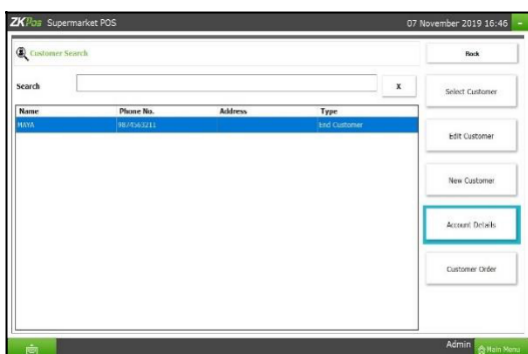 ZKPos Supermarket POS 07 November 2019 16:46 -
Customer Search Back
Search X Select Customer
Name Phone No. Address Type
MAYA 9874563211 End Customer
Edit Customer
New Customer
Account Details
Customer Order
Admin Main Menu